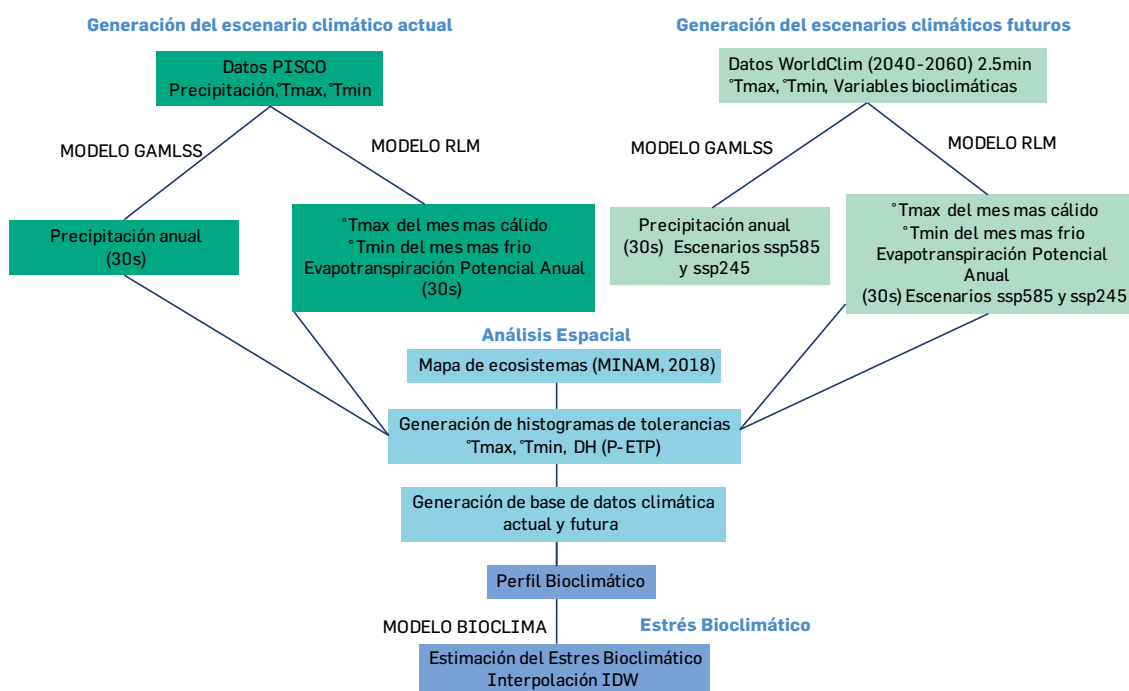 Generación del escenario climático actual
Generación del escenarios climáticos futuros
Datos PISCO
Precipitación,°Tmax,°Tmin
Datos WorldClim (2040-2060) 2.5min
°Tmax, °Tmin, Variables bioclimáticas
MODELO GAMLSS
MODELO RLM
MODELO GAMLSS
MODELO RLM
Precipitación anual
(30s)
°Tmax del mes mas cálido
°Tmin del mes mas frio
Evapotranspiración Potencial Anual
(30s)
Precipitación anual
(30s) Escenarios ssp585
y ssp245
°Tmax del mes mas cálido
°Tmin del mes mas frio
Evapotranspiración Potencial
Anual
(30s) Escenarios ssp585 y ssp245
Análisis Espacial
Mapa de ecosistemas (MINAM, 2018)
Generación de histogramas de tolerancias
°Tmax, °Tmin, DH (P-ETP)
Generación de base de datos climática
actual y futura
Perfil Bioclimático
MODELO BIOCLIMA
Estrés Bioclimático
Estimación del Estres Bioclimático
Interpolación IDW